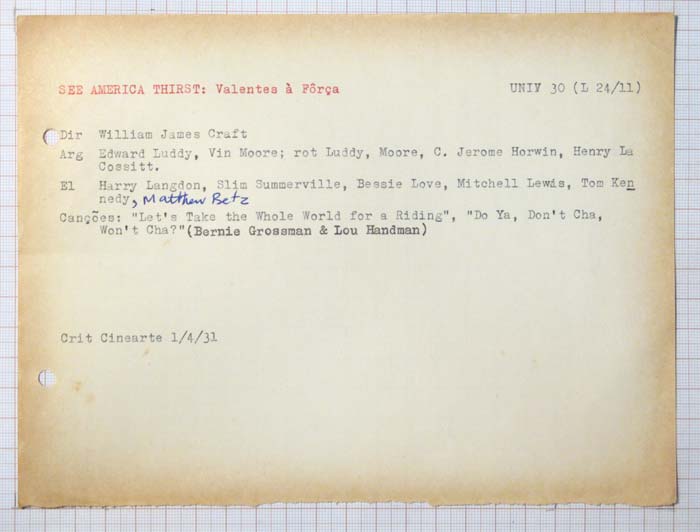 SEE AMERICA THIRST: Valentes à Fôrça UNIV 30 (L 24/11)
Dir William James Craft
Arg Edward Luddy, Vin Moore; rot Luddy, Moore, C. Jerome Horwin, Henry La
Cossitt.
El Harry Langdon, Slim Summerville, Bessie Love, Mitchell Lewis, Tom Ken
nedy, Matthew Betz
Canções: "Let's Take the Whole World for a Riding", "Do Ya, Don't Cha,
Won't Cha?"(Bernie Grossman & Lou Handman)
Crit Cinearte 1/4/31